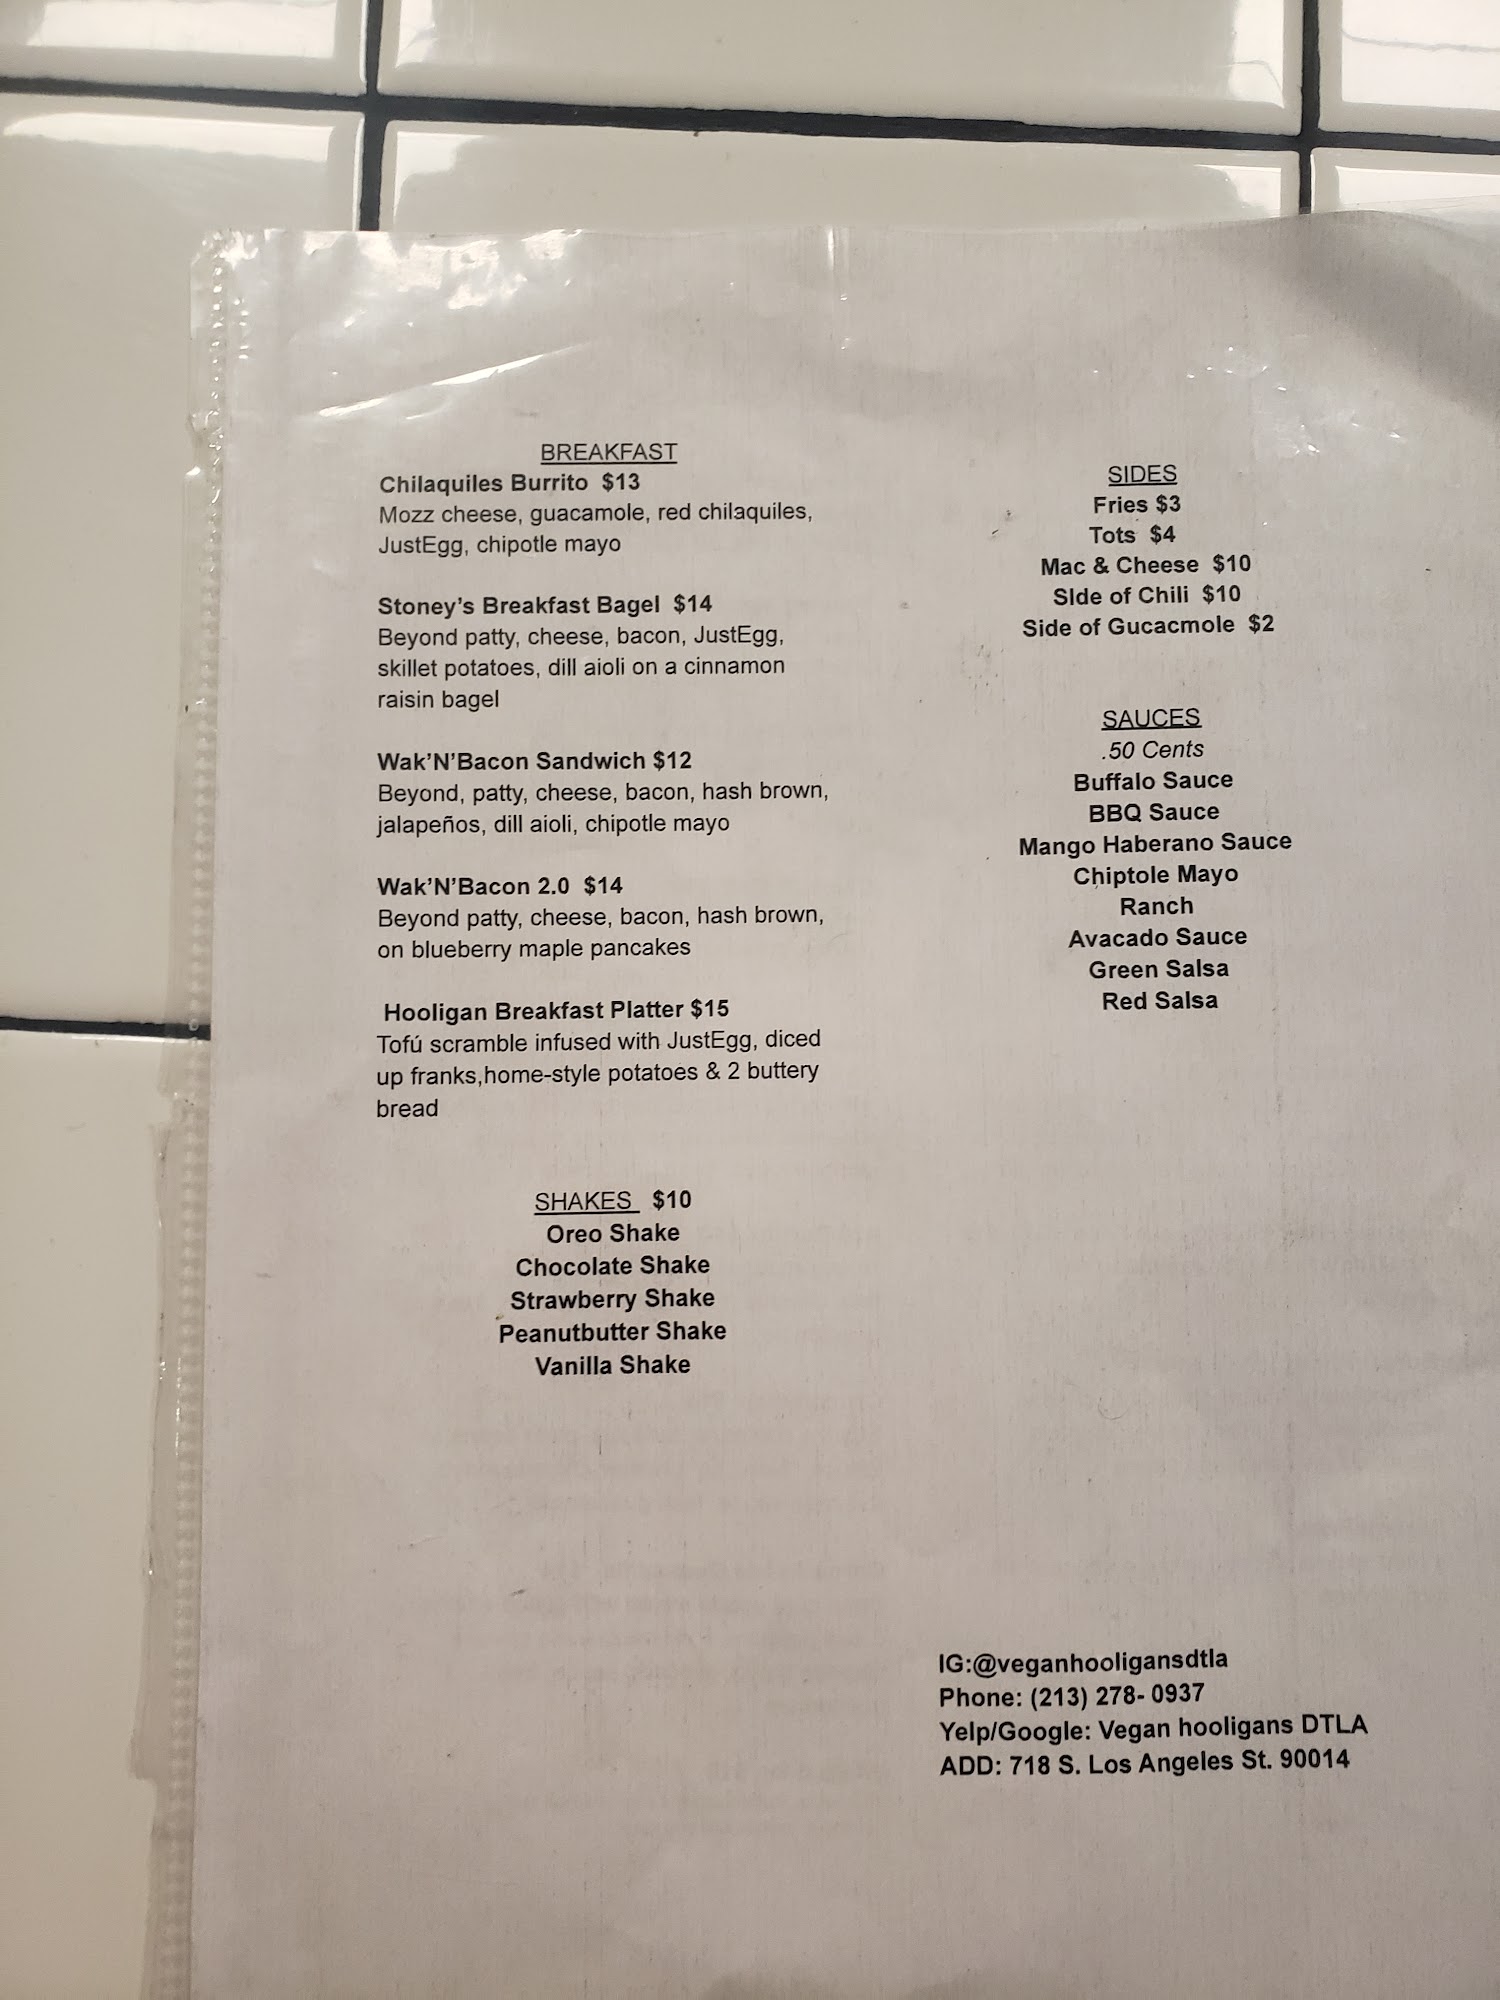 BREAKFAST
Chilaquiles Burrito $13
Mozz cheese, guacamole, red chilaquiles,
JustEgg, chipotle mayo
Stoney's Breakfast Bagel $14
Beyond patty, cheese, bacon, JustEgg,
skillet potatoes, dill aioli on a cinnamon
raisin bagel
Wak'N'Bacon Sandwich $12
Beyond, patty, cheese, bacon, hash brown,
jalapeños, dill aioli, chipotle mayo
Wak'N'Bacon 2.0 $14
Beyond patty, cheese, bacon, hash brown,
on blueberry maple pancakes
Hooligan Breakfast Platter $15
Tofú scramble infused with JustEgg, diced
up franks,home-style potatoes & 2 buttery
bread
SHAKES $10
Oreo Shake
Chocolate Shake
Strawberry Shake
Peanutbutter Shake
Vanilla Shake
SIDES
Fries $3
Tots $4
Mac & Cheese $10
SIde of Chili $10
Side of Gucacmole $2
SAUCES
.50 Cents
Buffalo Sauce
BBQ Sauce
Mango Haberano Sauce
Chiptole Mayo
Ranch
Avacado Sauce
Green Salsa
Red Salsa
IG:@veganhooligansdtla
Phone: (213) 278- 0937
Yelp/Google: Vegan hooligans DTLA
ADD: 718 S. Los Angeles St. 90014